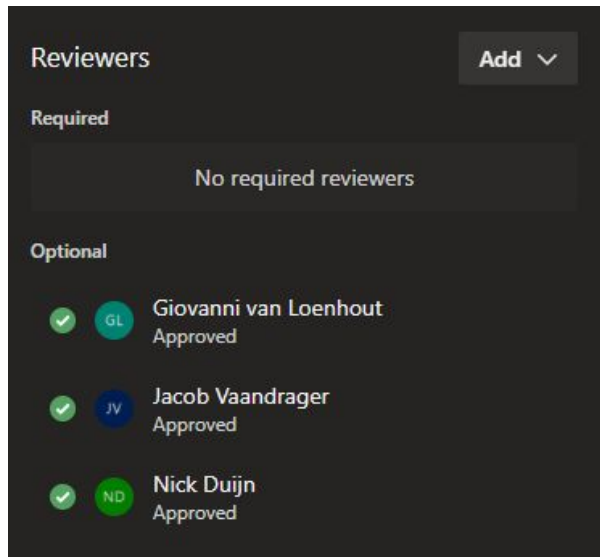 Reviewers
Add
Required
No required reviewers
Optional
GL
Giovanni van Loenhout
Approved
JV
Jacob Vaandrager
Approved
ND
Nick Duijn
Approved